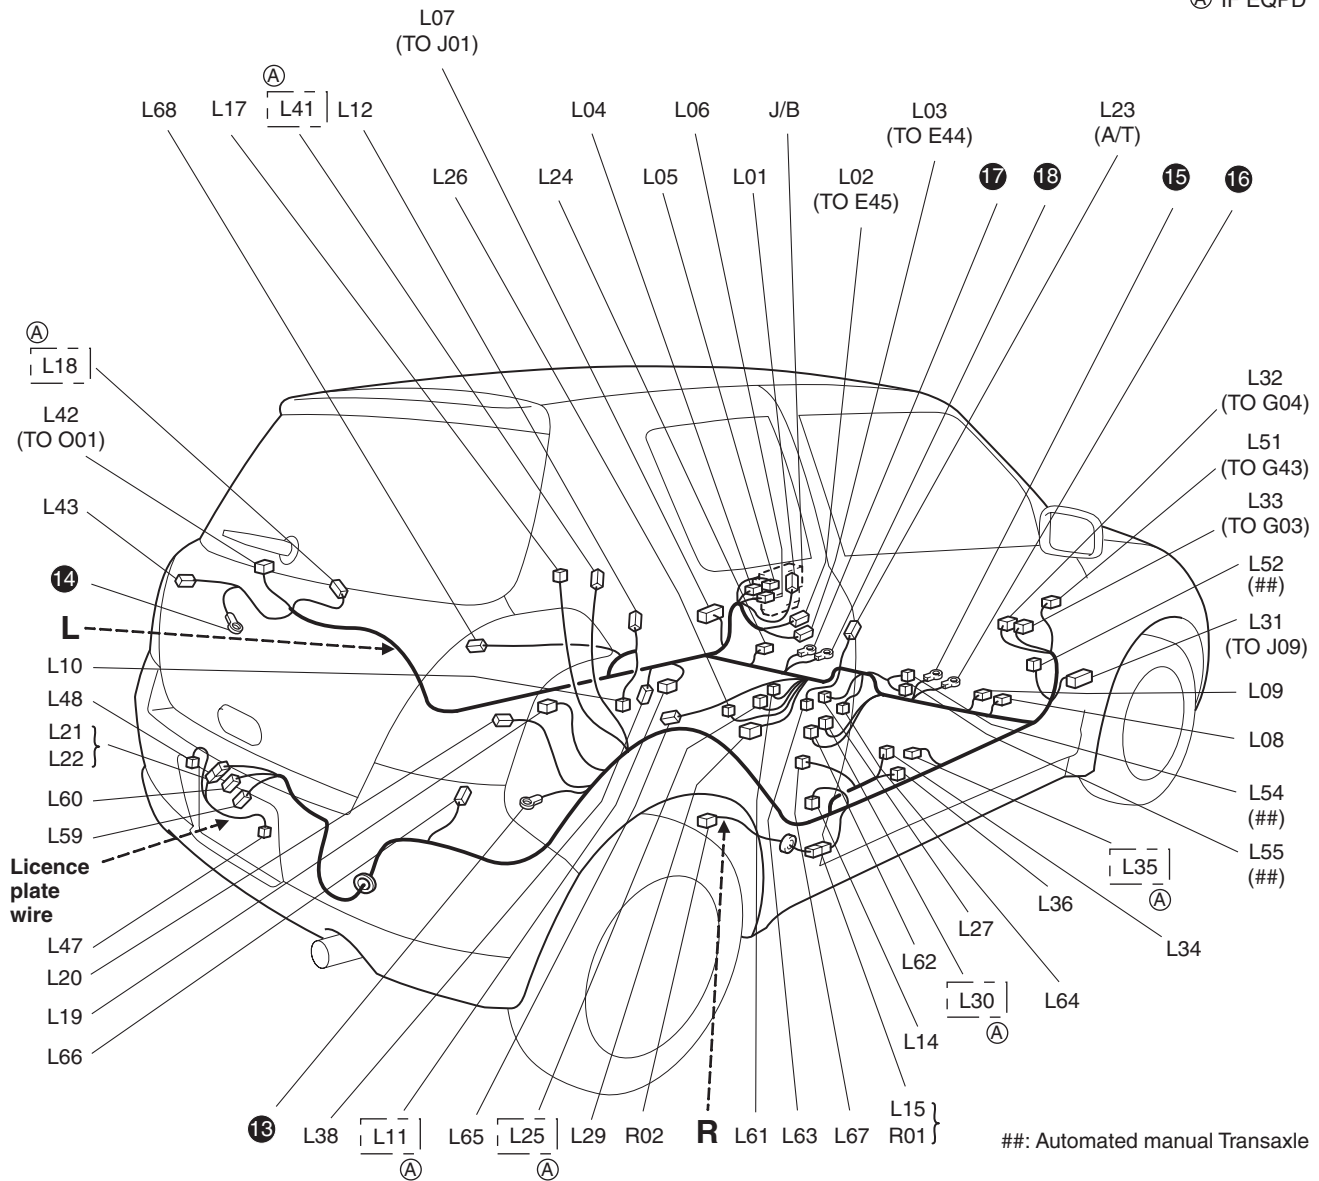 Ⓐ IF EQPD
L07
(TO J01)
Ⓐ
L68
L17
L41
L12
L04
L06
J/B
L03
(TO E44)
L23
(A/T)
L26
L24
L05
L01
L02
(TO E45)
17
18
15
16
Ⓐ
L18
L42
(TO O01)
L43
14
L
L10
L48
L21
L22
L60
L59
Licence
plate
wire
L47
L20
L19
L66
L32
(TO G04)
L51
(TO G43)
L33
(TO G03)
L52
(##)
L31
(TO J09)
L09
L08
L54
(##)
L55
(##)
L35
Ⓐ
L36
L34
L27
L62
L30
Ⓐ
L64
L14
13
L38
L11
Ⓐ
L65
L25
Ⓐ
L29
R02
R
L61
L63
L67
L15
R01
##: Automated manual Transaxle